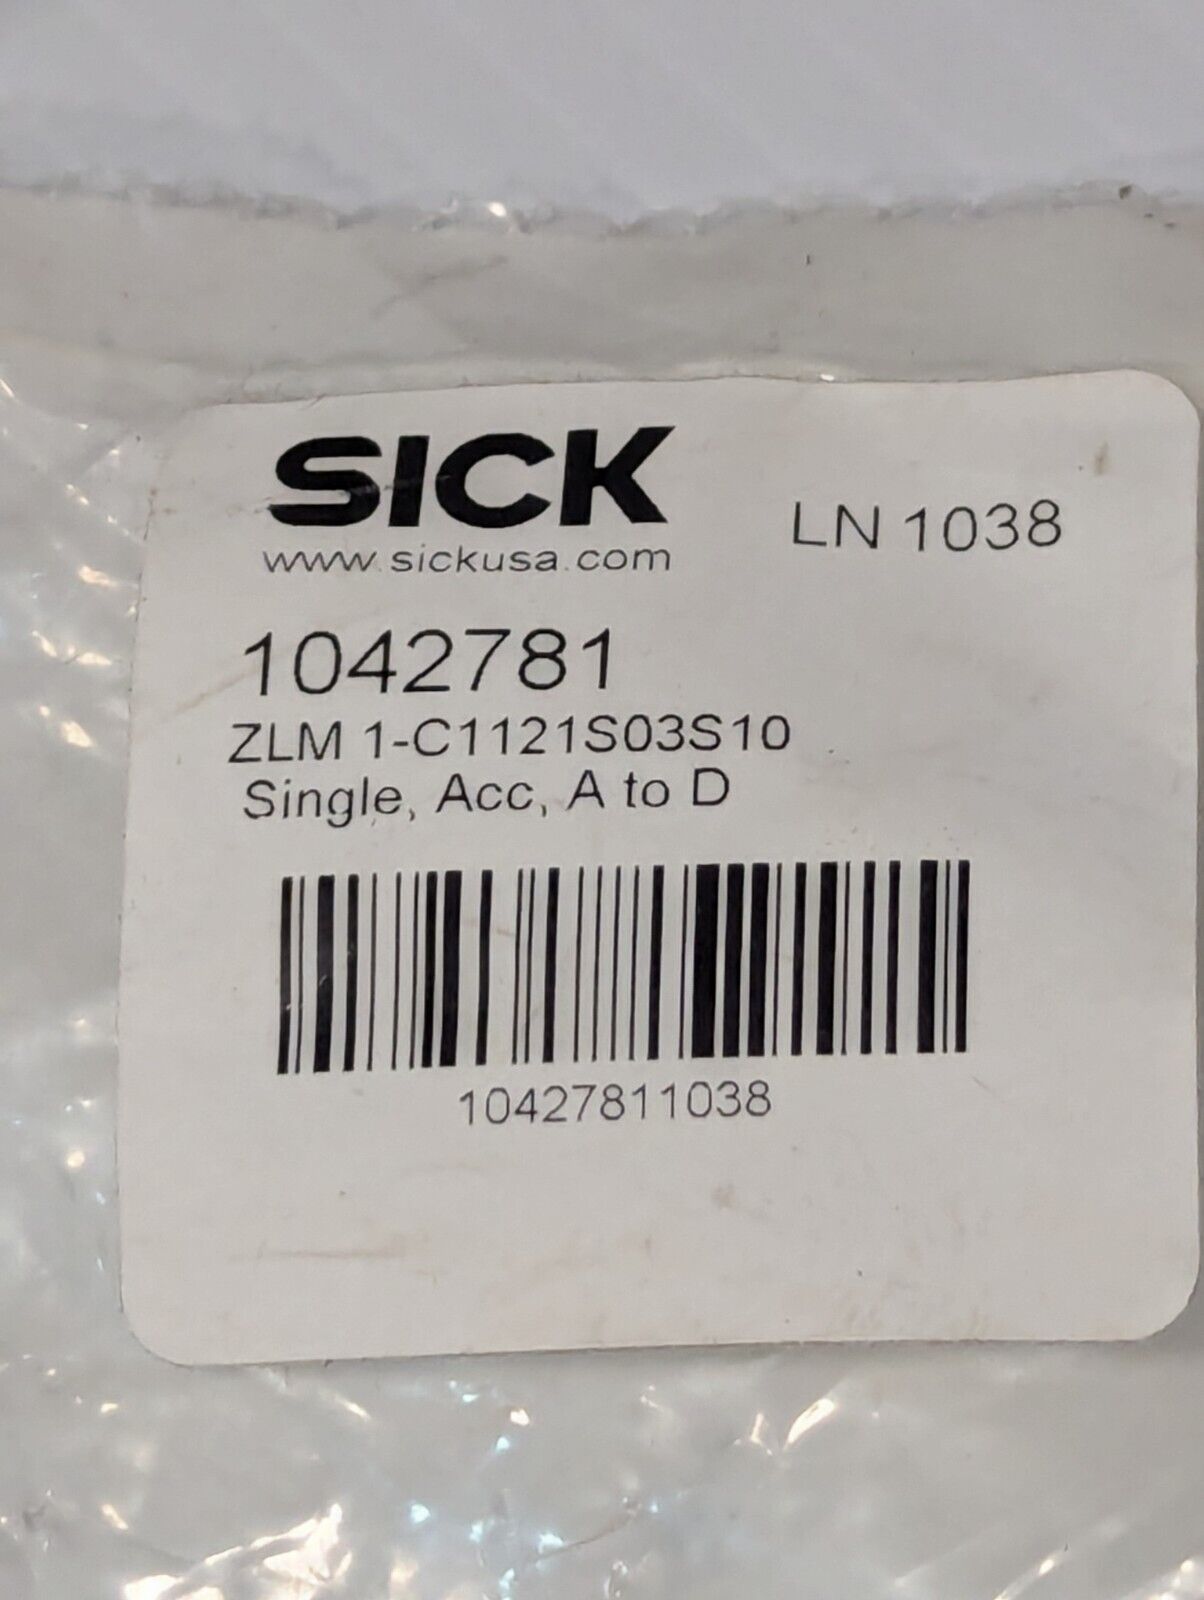 SICK
www.sickusa.com
LN 1038
1042781
ZLM 1-C1121S03S10
Single, Acc, A to D
10427811038